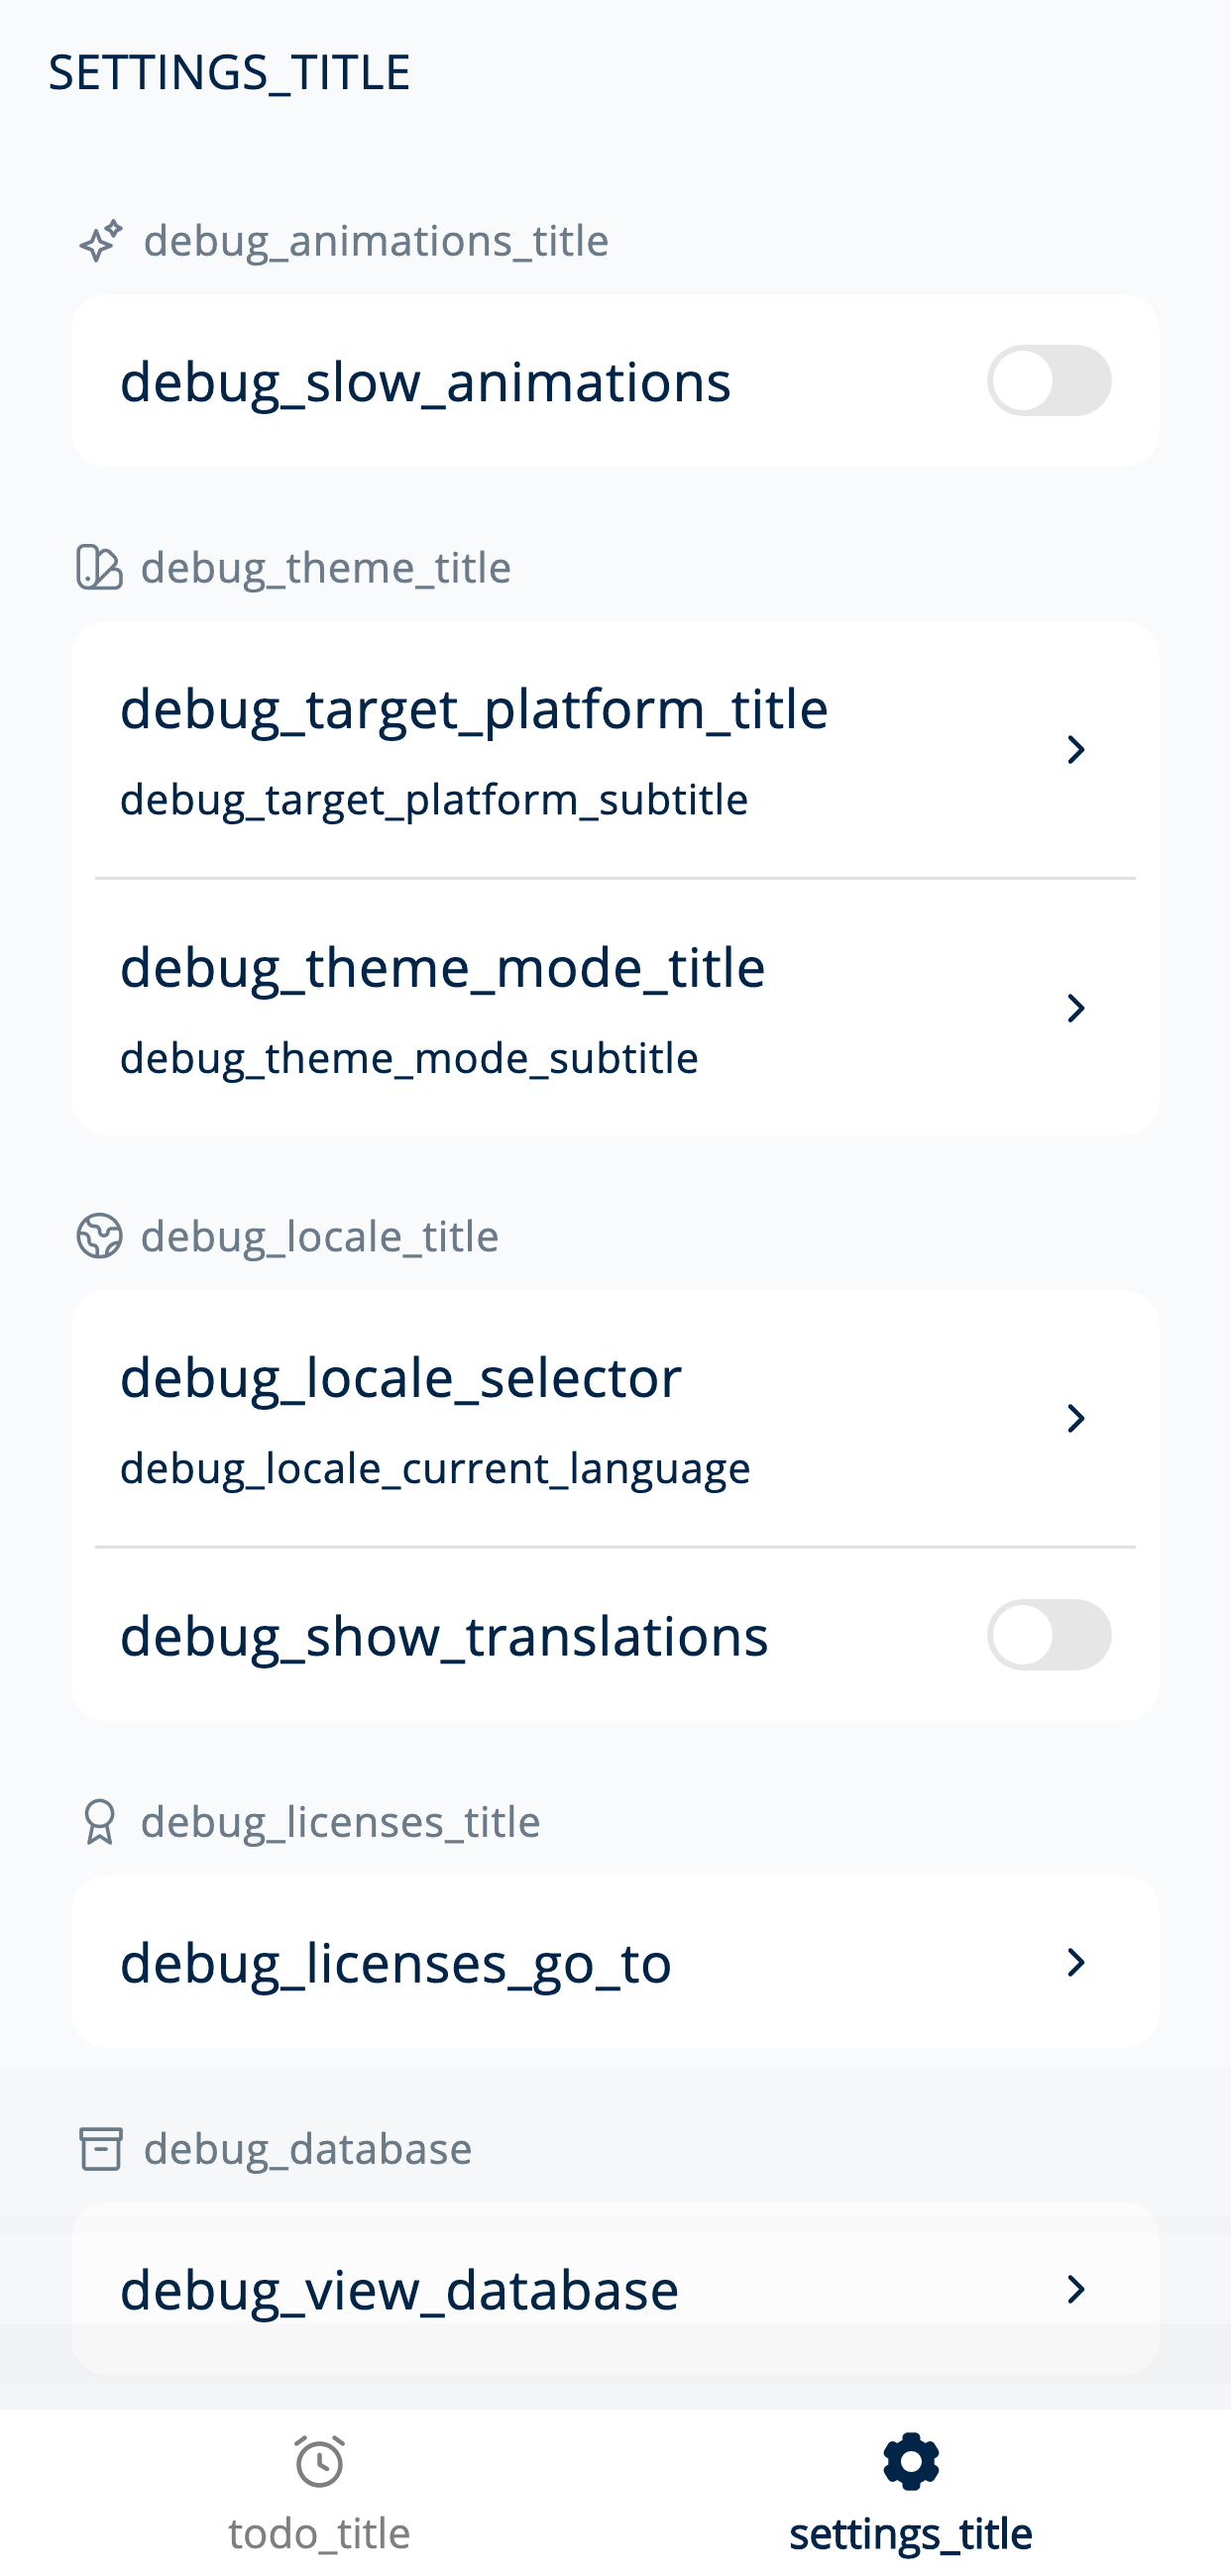 SETTINGS_TITLE
debug_animations_title
debug_slow_animations
debug_theme_title
debug_target_platform_title
debug_target_platform_subtitle
debug_theme_mode_title
debug_theme_mode_subtitle
debug_locale_title
debug_locale_selector
debug_locale_current_language
debug_show_translations
debug_licenses_title
debug_licenses_go_to
debug_database
debug_view_database
todo_title
settings_title